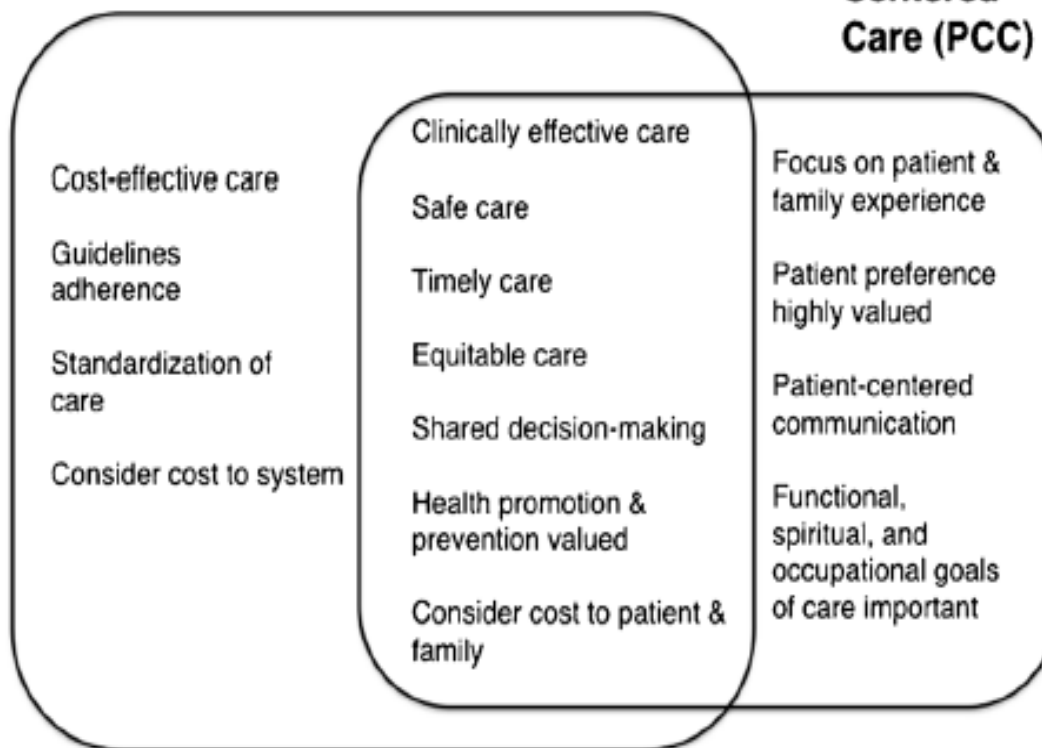 Care (PCC)
Cost-effective care
Guidelines
adherence
Standardization of
care
Consider cost to system
Clinically effective care
Safe care
Timely care
Equitable care
Shared decision-making
Health promotion &
prevention valued
Consider cost to patient &
family
Focus on patient &
family experience
Patient preference
highly valued
Patient-centered
communication
Functional,
spiritual, and
occupational goals
of care important